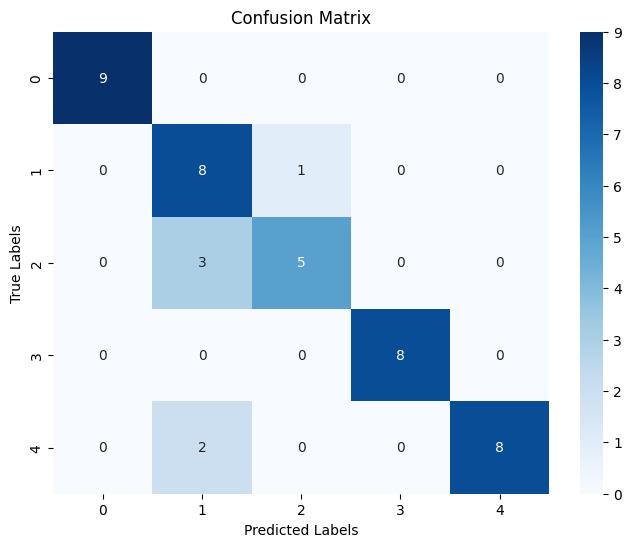 Confusion Matrix
True Labels
0 9 0 0 0 0
1 0 8 1 0 0
2 0 3 5 0 0
3 0 0 0 8 0
4 0 2 0 0 8
0 1 2 3 4
Predicted Labels
9
8
7
6
5
4
3
2
1
0